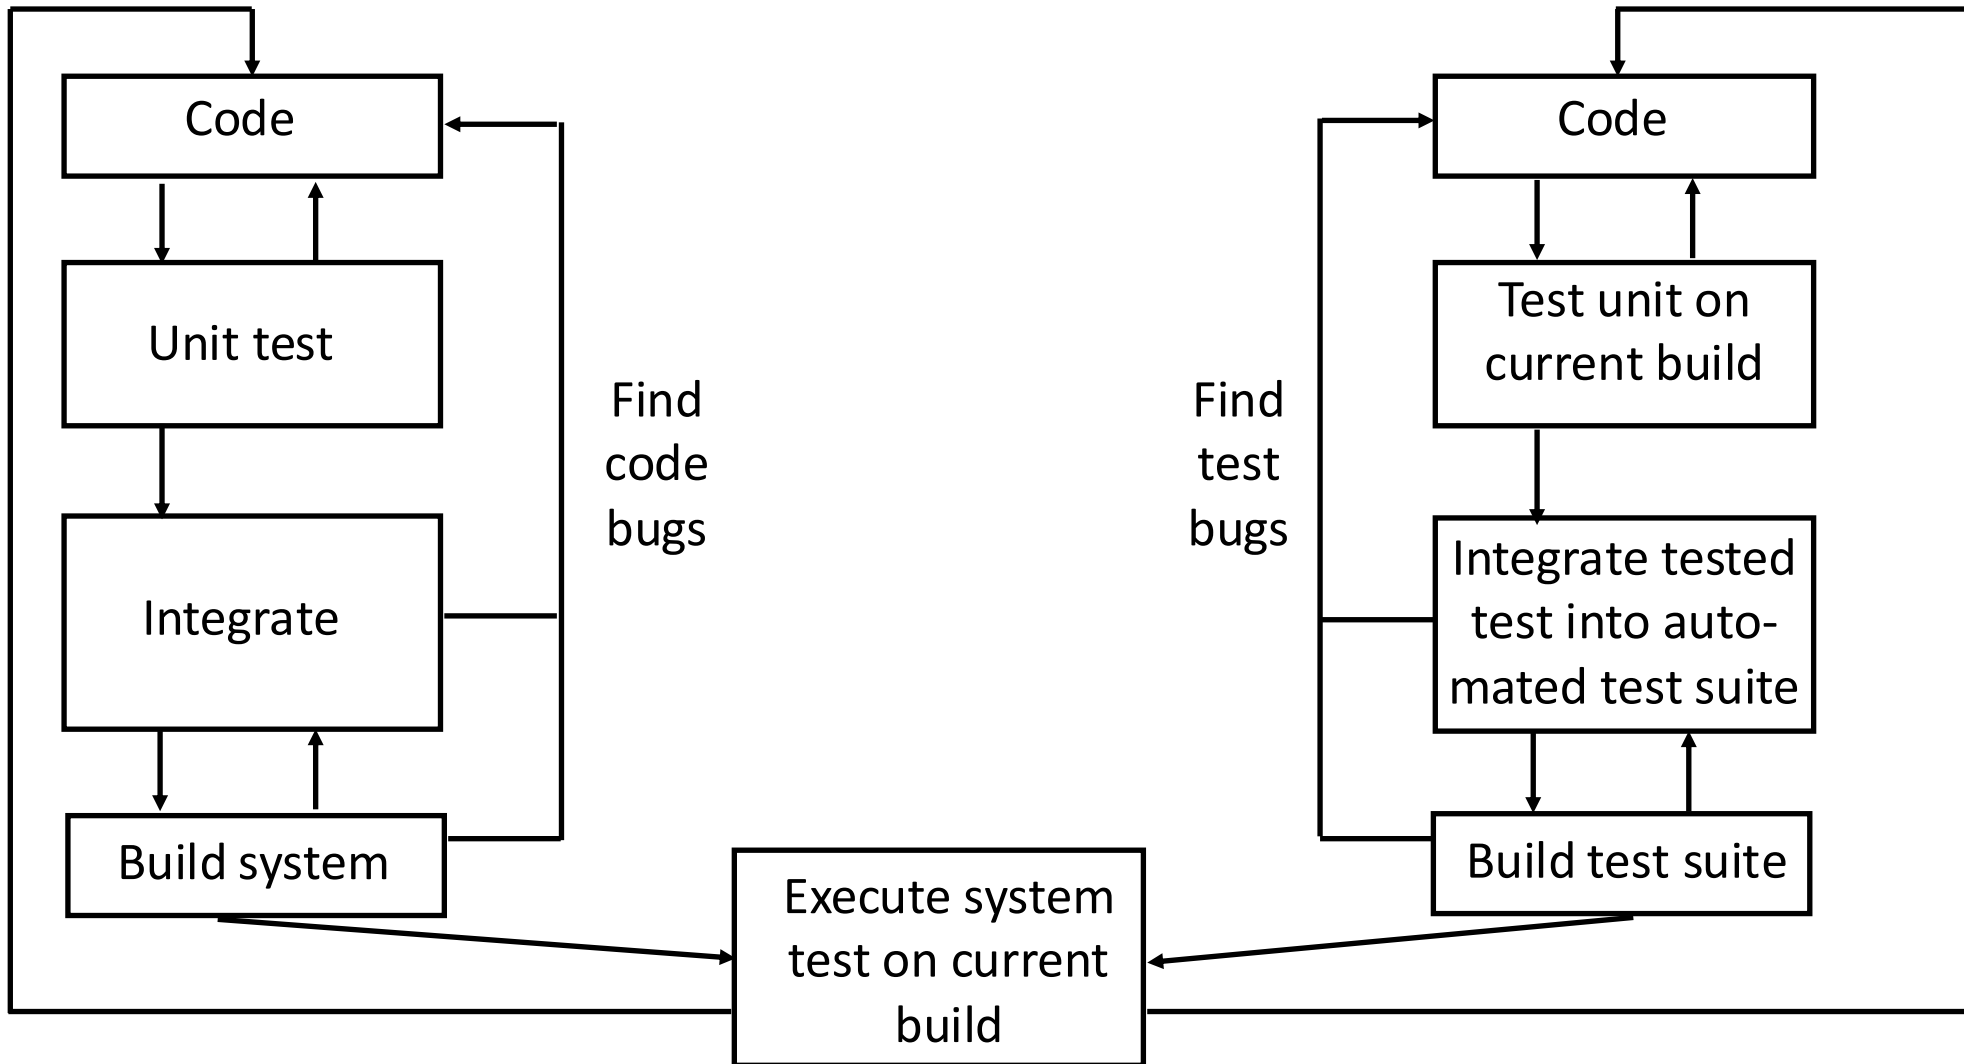 Code
Unit test
Integrate
Build system
Find
code
bugs
Execute system
test on current
build
Find
test
bugs
Code
Test unit on
current build
Integrate tested
test into auto-
mated test suite
Build test suite